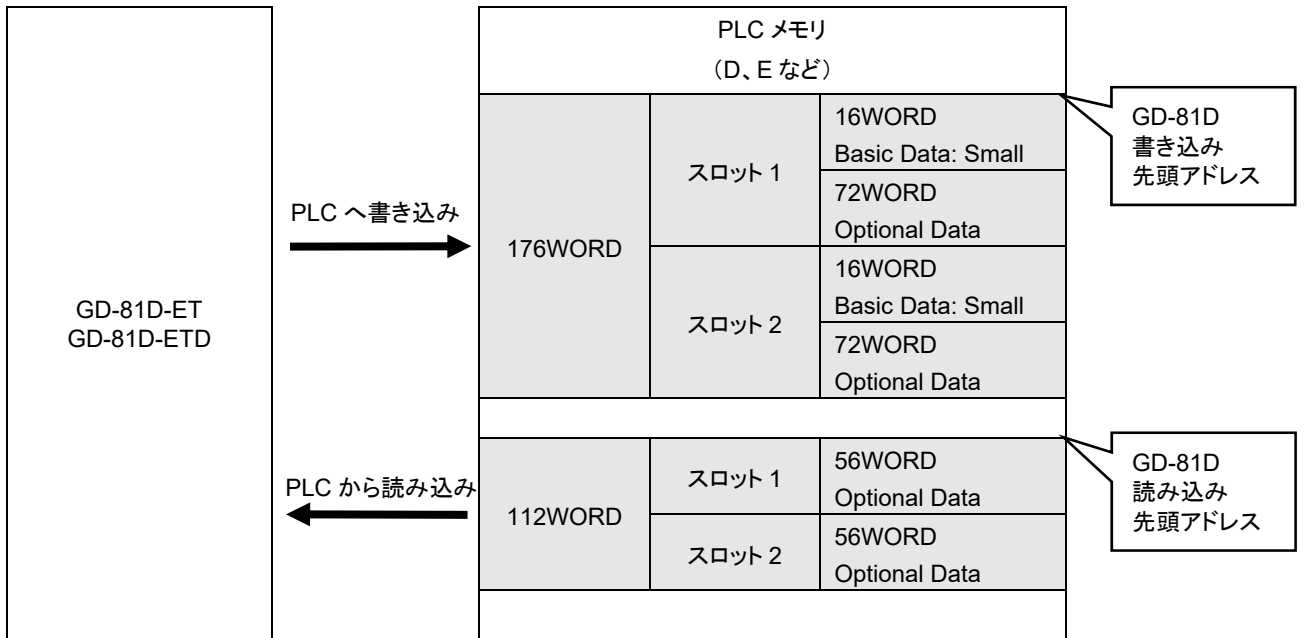 PLC メモリ
（D、E など）
GD-81D-ET
GD-81D-ETD
PLC へ書き込み
176WORD
スロット 1
16WORD
Basic Data: Small
72WORD
Optional Data
スロット 2
16WORD
Basic Data: Small
72WORD
Optional Data
GD-81D
書き込み
先頭アドレス
PLC から読み込み
112WORD
スロット 1
56WORD
Optional Data
スロット 2
56WORD
Optional Data
GD-81D
読み込み
先頭アドレス